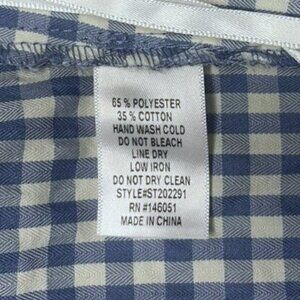 65 % POLYESTER
35 % COTTON
HAND WASH COLD
DO NOT BLEACH
LINE DRY
LOW IRON
DO NOT DRY CLEAN
STYLE#ST202291
RN #146051
MADE IN CHINA